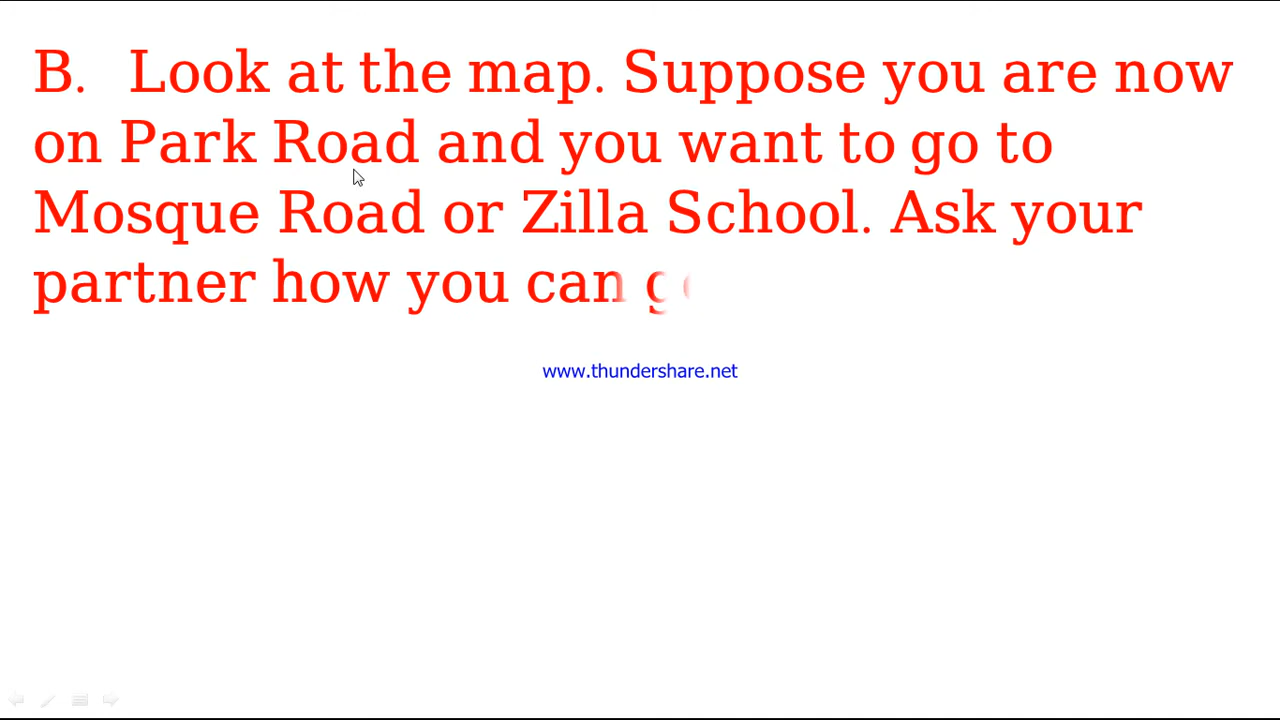 B. Look at the map. Suppose you are now
on Park Road and you want to go to
Mosque Road or Zilla School. Ask your
partner how you can
www.thundershare.net